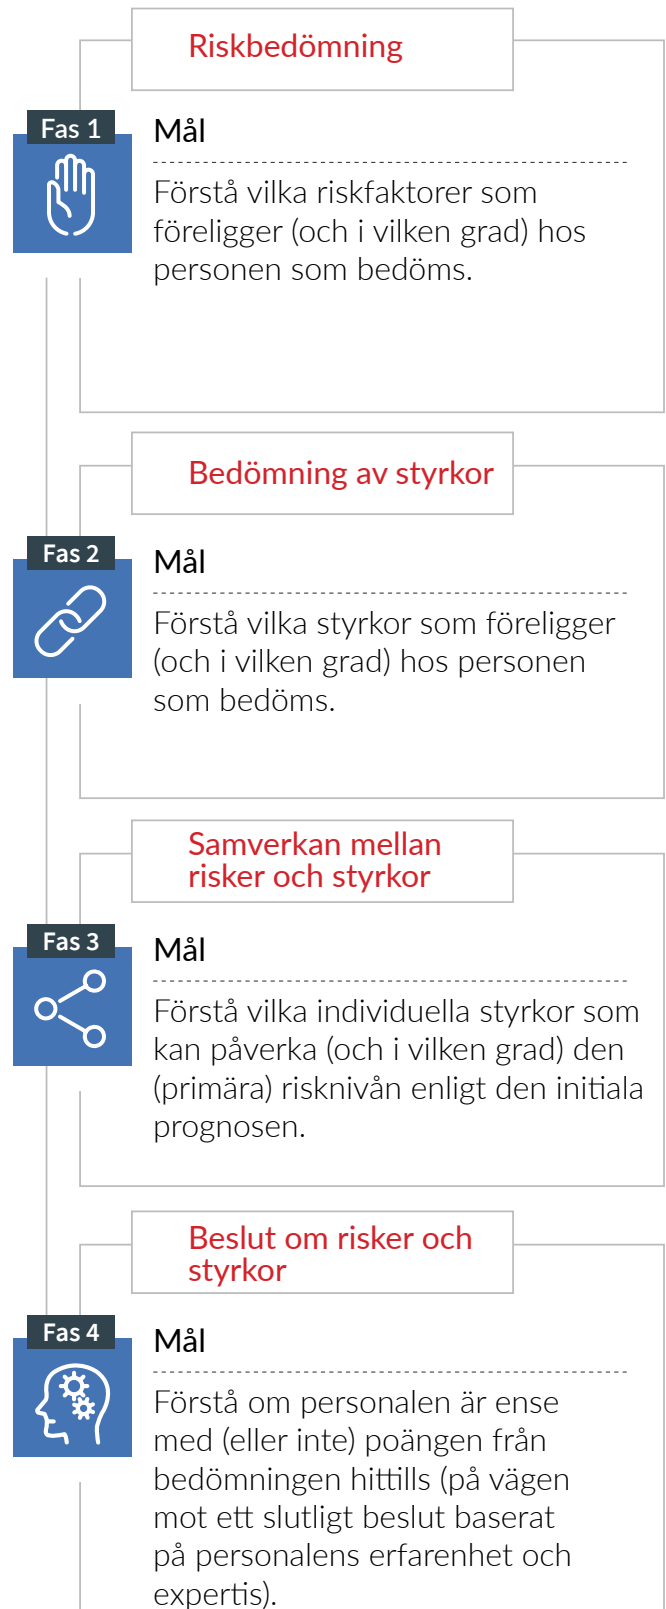 Riskbedömning
Fas 1
Mål
Förstå vilka riskfaktorer som
föreligger (och i vilken grad) hos
personen som bedöms.
Bedömning av styrkor
Fas 2
Mål
Förstå vilka styrkor som föreligger
(och i vilken grad) hos personen
som bedöms.
Samverkan mellan
risker och styrkor
Fas 3
Mål
Förstå vilka individuella styrkor som
kan påverka (och i vilken grad) den
(primära) risknivån enligt den initiala
prognosen.
Beslut om risker och
styrkor
Fas 4
Mål
Förstå om personalen är ense
med (eller inte) poängen från
bedömningen hittills (på vägen
mot ett slutligt beslut baserat
på personalens erfarenhet och
expertis).